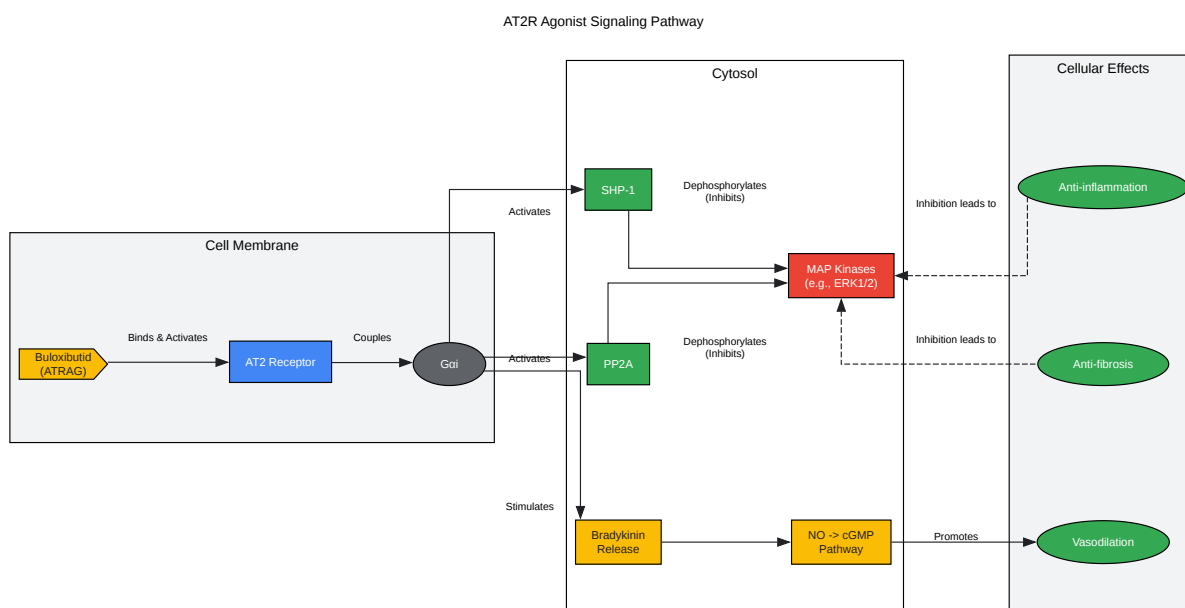 AT2R Agonist Signaling Pathway
Cell Membrane
Buloxibutid
(ATRAG)
Binds & Activates
AT2 Receptor
Couples
Gαi
Activates
Activates
Stimulates
Cytosol
SHP-1
Dephosphorylates
(Inhibits)
MAP Kinases
(e.g., ERK1/2)
PP2A
Dephosphorylates
(Inhibits)
Bradykinin
Release
NO -> cGMP
Pathway
Inhibition leads to
Inhibition leads to
Promotes
Cellular Effects
Anti-inflammation
Anti-fibrosis
Vasodilation